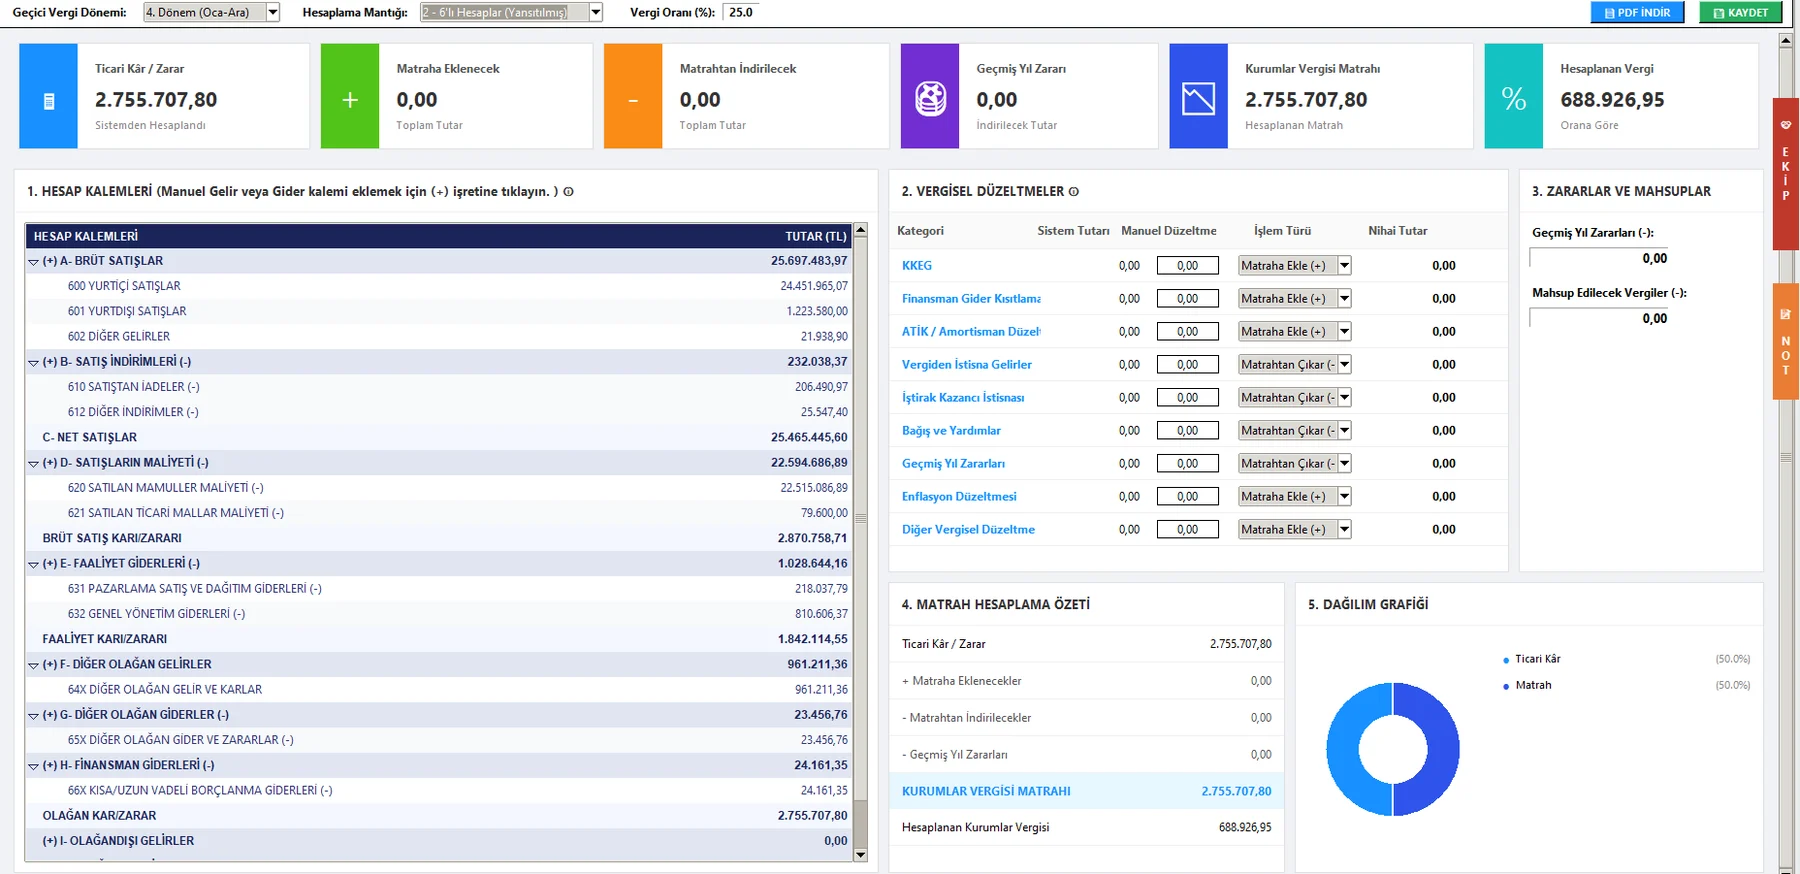 Geçici Vergi Dönemi: 4. Dönem (Oca-Ara) Hesaplama Mantığı: 2 - 6'lı Hesaplar (Yansıtılmış) Vergi Oranı (%): 25.0 PDF İNDİR KAYDET
Ticari Kâr / Zarar
2.755.707,80
Sistemden Hesaplandı
Matraha Eklenecek
0,00
Toplam Tutar
Matrahtan İndirilecek
0,00
Toplam Tutar
Geçmiş Yıl Zararı
0,00
İndirilecek Tutar
Kurumlar Vergisi Matrahı
2.755.707,80
Hesaplanan Matrah
Hesaplanan Vergi
688.926,95
Orana Göre
EKİP
NOT
1. HESAP KALEMLERİ (Manuel Gelir veya Gider kalemi eklemek için (+) işretine tıklayın. )
HESAP KALEMLERİ TUTAR (TL)
(+) A- BRÜT SATIŞLAR 25.697.483,97
600 YURTİÇİ SATIŞLAR 24.451.965,07
601 YURTDIŞI SATIŞLAR 1.223.580,00
602 DİĞER GELİRLER 21.938,90
(+) B- SATIŞ İNDİRİMLERİ (-) 232.038,37
610 SATIŞTAN İADELER (-) 206.490,97
612 DİĞER İNDİRİMLER (-) 25.547,40
C- NET SATIŞLAR 25.465.445,60
(+) D- SATIŞLARIN MALİYETİ (-) 22.594.686,89
620 SATILAN MAMULLER MALİYETİ (-) 22.515.086,89
621 SATILAN TİCARİ MALLAR MALİYETİ (-) 79.600,00
BRÜT SATIŞ KARI/ZARARI 2.870.758,71
(+) E- FAALİYET GİDERLERİ (-) 1.028.644,16
631 PAZARLAMA SATIŞ VE DAĞITIM GİDERLERİ (-) 218.037,79
632 GENEL YÖNETİM GİDERLERİ (-) 810.606,37
FAALİYET KARI/ZARARI 1.842.114,55
(+) F- DİĞER OLAĞAN GELİRLER 961.211,36
64X DİĞER OLAĞAN GELİR VE KARLAR 961.211,36
(+) G- DİĞER OLAĞAN GİDERLER (-) 23.456,76
65X DİĞER OLAĞAN GİDER VE ZARARLAR (-) 23.456,76
(+) H- FİNANSMAN GİDERLERİ (-) 24.161,35
66X KISA/UZUN VADELİ BORÇLANMA GİDERLERİ (-) 24.161,35
OLAĞAN KAR/ZARAR 2.755.707,80
(+) I- OLAĞANDIŞI GELİRLER 0,00
2. VERGİSEL DÜZELTMELER
Kategori Sistem Tutarı Manuel Düzeltme İşlem Türü Nihai Tutar
KKEG 0,00 0,00 Matraha Ekle (+) 0,00
Finansman Gider Kısıtlama 0,00 0,00 Matraha Ekle (+) 0,00
ATİK / Amortisman Düzelt 0,00 0,00 Matraha Ekle (+) 0,00
Vergiden İstisna Gelirler 0,00 0,00 Matrahtan Çıkar (- 0,00
İştirak Kazancı İstisnası 0,00 0,00 Matrahtan Çıkar (- 0,00
Bağış ve Yardımlar 0,00 0,00 Matrahtan Çıkar (- 0,00
Geçmiş Yıl Zararları 0,00 0,00 Matrahtan Çıkar (- 0,00
Enflasyon Düzeltmesi 0,00 0,00 Matraha Ekle (+) 0,00
Diğer Vergisel Düzeltme 0,00 0,00 Matraha Ekle (+) 0,00
3. ZARARLAR VE MAHSUPLAR
Geçmiş Yıl Zararları (-):
0,00
Mahsup Edilecek Vergiler (-):
0,00
4. MATRAH HESAPLAMA ÖZETİ
Ticari Kâr / Zarar 2.755.707,80
+ Matraha Eklenecekler 0,00
- Matrahtan İndirilecekler 0,00
- Geçmiş Yıl Zararları 0,00
KURUMLAR VERGİSİ MATRAHI 2.755.707,80
Hesaplanan Kurumlar Vergisi 688.926,95
5. DAĞILIM GRAFİĞİ
Ticari Kâr (50.0%)
Matrah (50.0%)